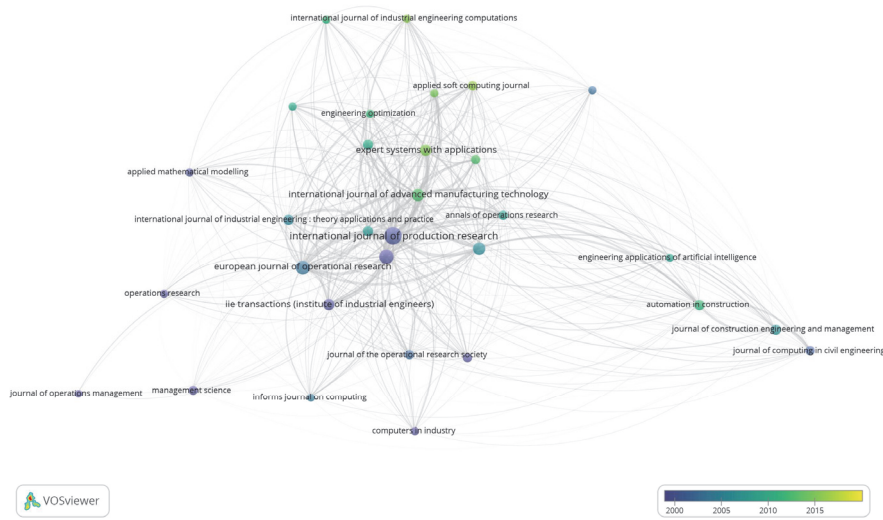 international journal of industrial engineering computations
applied soft computing journal
engineering optimization
expert systems with applications
applied mathematical modelling
international journal of advanced manufacturing technology
international journal of industrial engineering : theory applications and practice
annals of operations research
international journal of production research
engineering applications of artificial intelligence
european journal of operational research
operations research
iie transactions (institute of industrial engineers)
automation in construction
journal of construction engineering and management
journal of the operational research society
journal of computing in civil engineering
journal of operations management
management science
informs journal on computing
computers in industry
VOSviewer
2000 2005 2010 2015